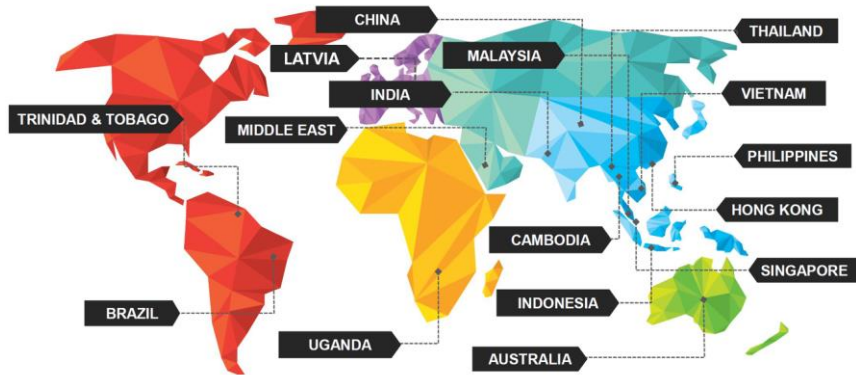 CHINA
THAILAND
LATVIA
MALAYSIA
INDIA
VIETNAM
TRINIDAD & TOBAGO
MIDDLE EAST
PHILIPPINES
HONG KONG
CAMBODIA
SINGAPORE
INDONESIA
BRAZIL
UGANDA
AUSTRALIA